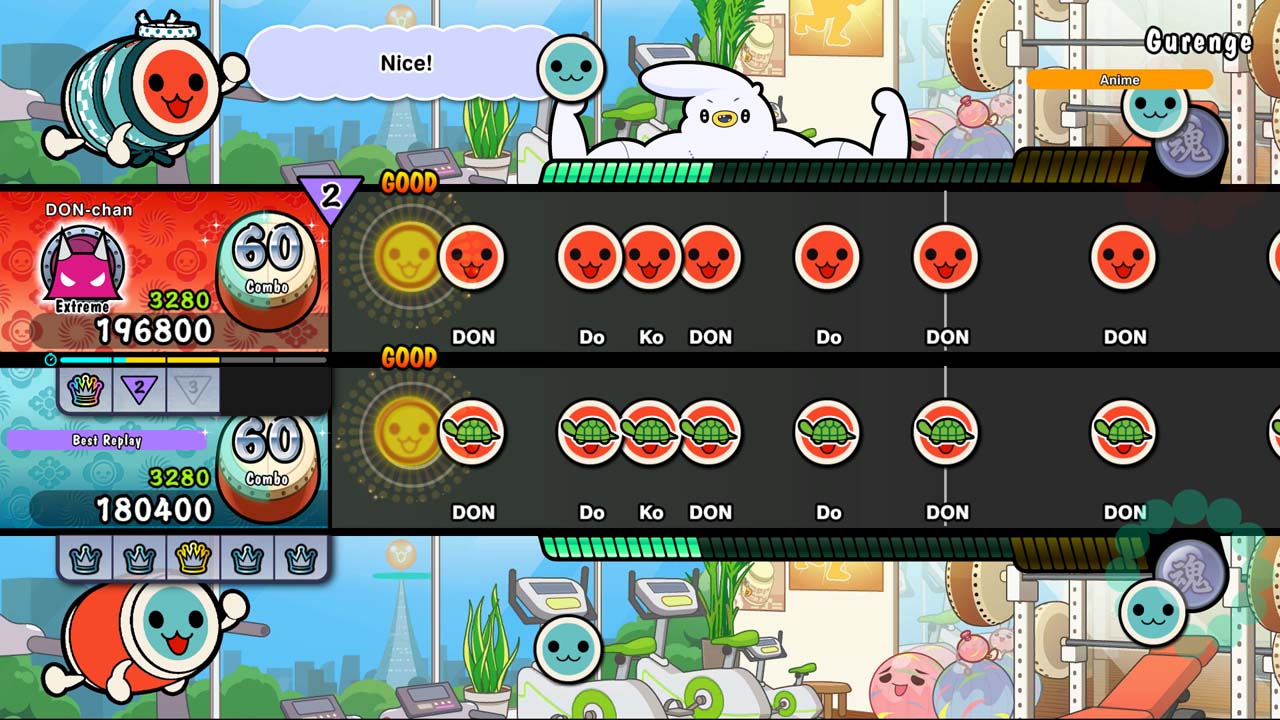 Nice!
Gurenge
Anime
魂
2
GOOD
DON-chan
60
Combo
Extreme
3280
196800
DON Do Ko DON Do DON DON
GOOD
2 3
Best Replay
60
Combo
3280
180400
DON Do Ko DON Do DON DON
魂